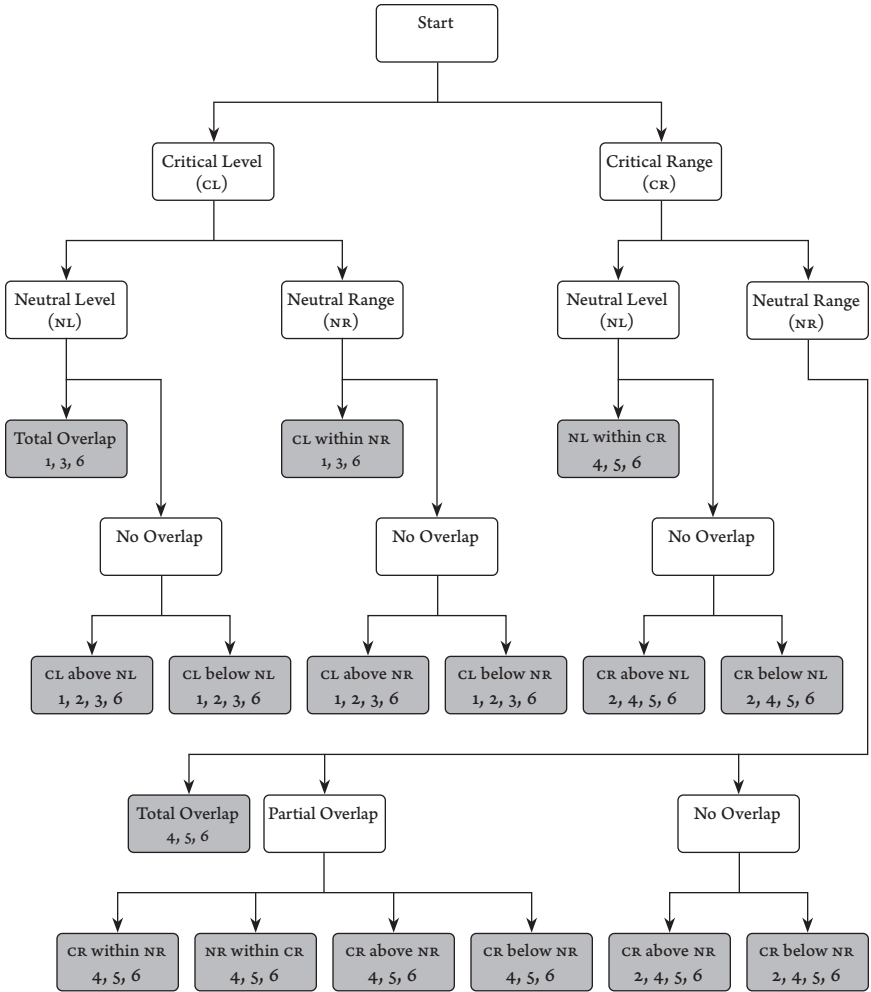 Start
Critical Level
(CL)
Critical Range
(CR)
Neutral Level
(NL)
Neutral Range
(NR)
Neutral Level
(NL)
Neutral Range
(NR)
Total Overlap
1, 3, 6
CL within NR
1, 3, 6
NL within CR
4, 5, 6
No Overlap
No Overlap
No Overlap
CL above NL
1, 2, 3, 6
CL below NL
1, 2, 3, 6
CL above NR
1, 2, 3, 6
CL below NR
1, 2, 3, 6
CR above NL
2, 4, 5, 6
CR below NL
2, 4, 5, 6
Total Overlap
4, 5, 6
Partial Overlap
No Overlap
CR within NR
4, 5, 6
NR within CR
4, 5, 6
CR above NR
4, 5, 6
CR below NR
4, 5, 6
CR above NR
2, 4, 5, 6
CR below NR
2, 4, 5, 6